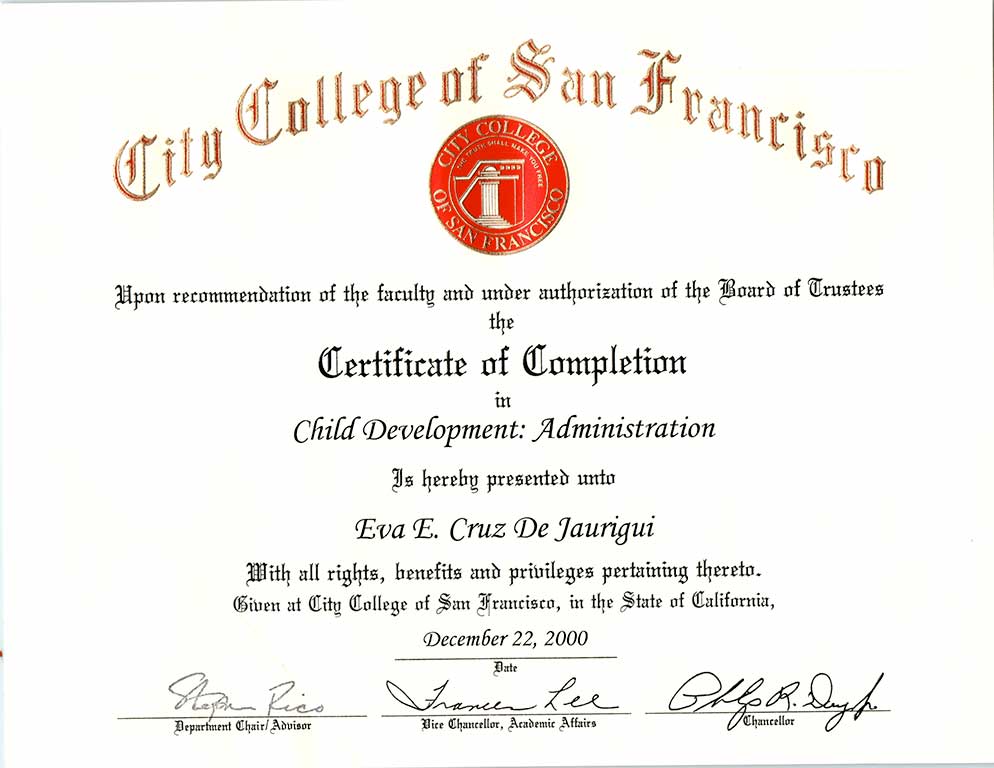 City College of San Francisco
CITY COLLEGE
THE TRUTH SHALL MAKE YOU FREE
OF SAN FRANCISCO
Upon recommendation of the faculty and under authorization of the Board of Trustees
the
Certificate of Completion
in
Child Development: Administration
Is hereby presented unto
Eva E. Cruz De Jaurigui
With all rights, benefits and privileges pertaining thereto.
Given at City College of San Francisco, in the State of California,
December 22, 2000
Date
Stephen Rico Frances Lee
Department Chair/Advisor Vice Chancellor, Academic Affairs Chancellor